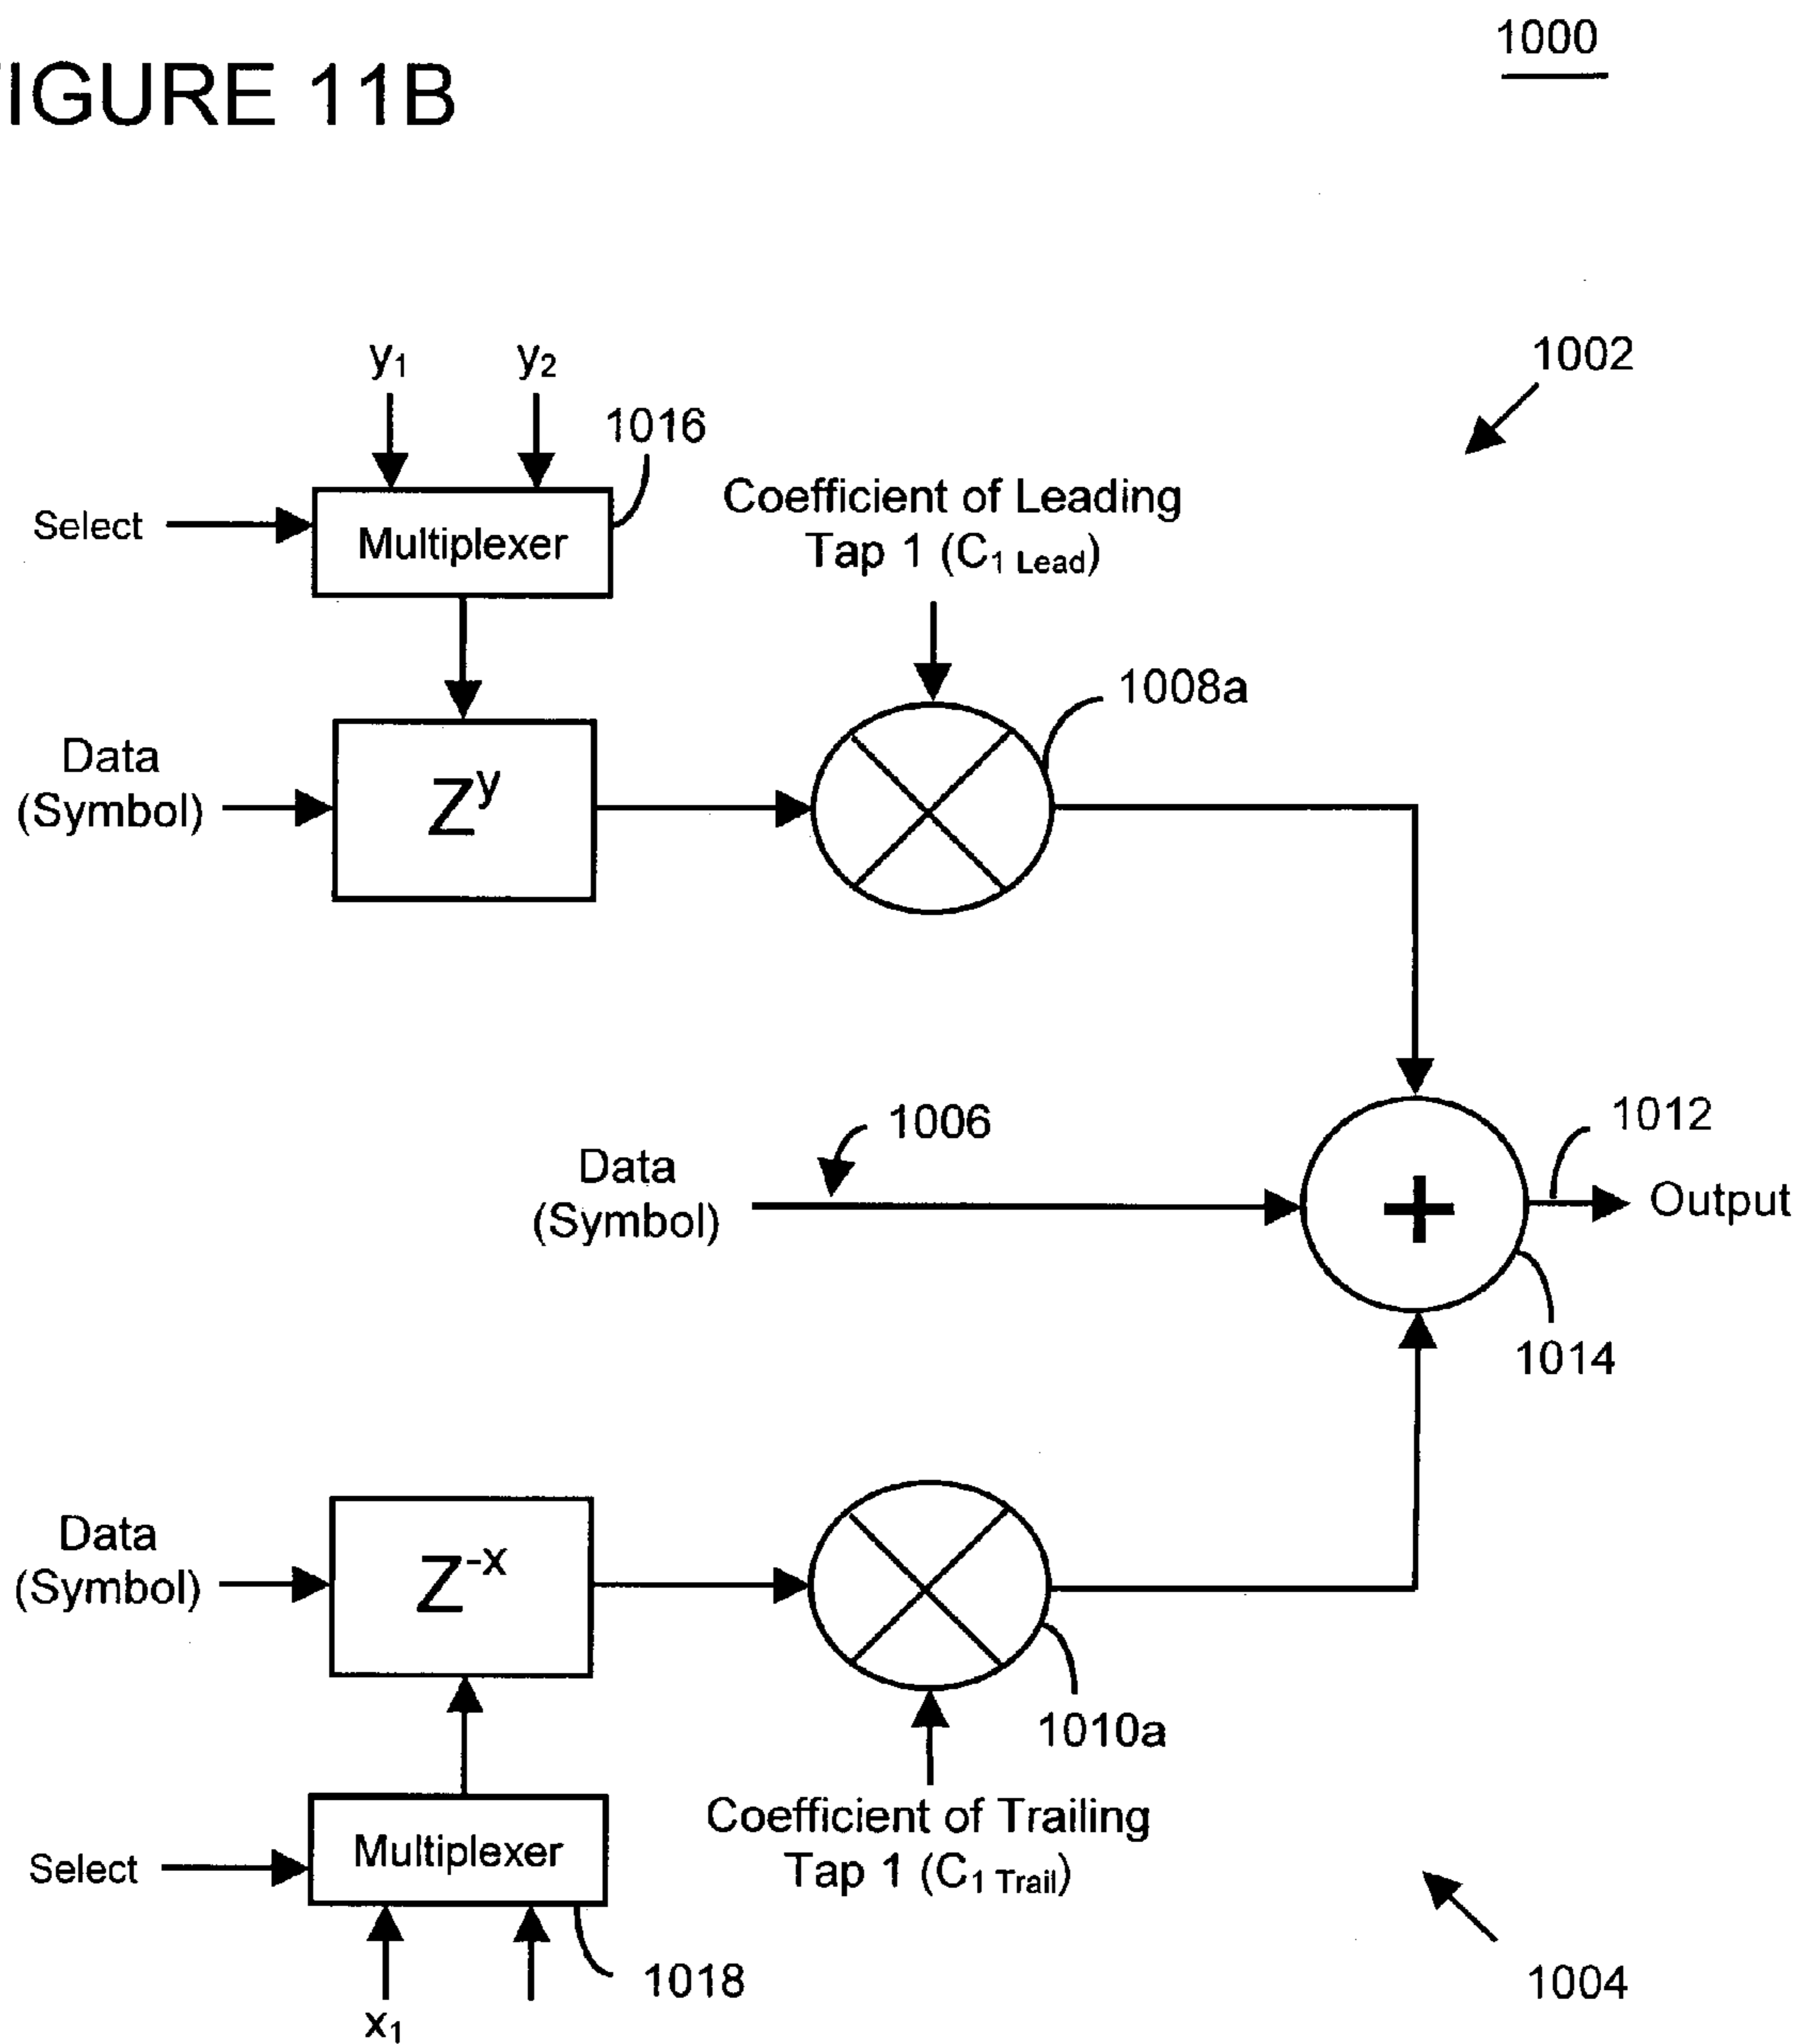 IGURE 11B
1000
1002
y1 y2
1016
Select
Multiplexer
Coefficient of Leading
Tap 1 (C1 Lead)
1008a
Data
(Symbol)
Z^y
1006
Data
(Symbol)
+
1012
Output
1014
Data
(Symbol)
Z^-x
1010a
Coefficient of Trailing
Tap 1 (C1 Trail)
Select
Multiplexer
1018
x1
1004